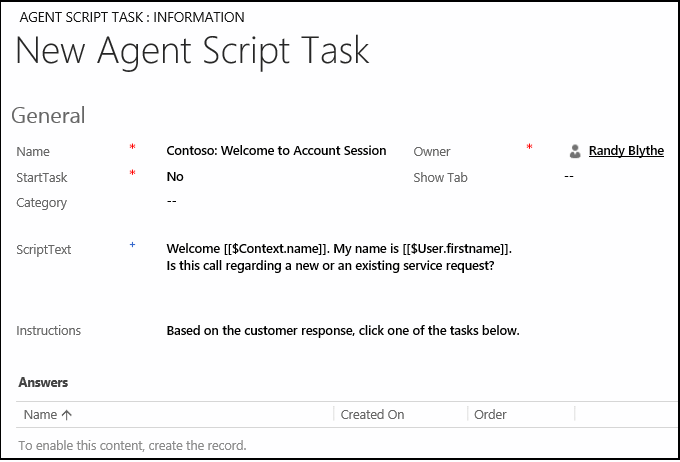 AGENT SCRIPT TASK : INFORMATION
New Agent Script Task
General
Name * Contoso: Welcome to Account Session Owner * Randy Blythe
StartTask * No Show Tab --
Category --
ScriptText + Welcome [[$Context.name]]. My name is [[$User.firstname]].
Is this call regarding a new or an existing service request?
Instructions Based on the customer response, click one of the tasks below.
Answers
Name ↑ Created On Order
To enable this content, create the record.